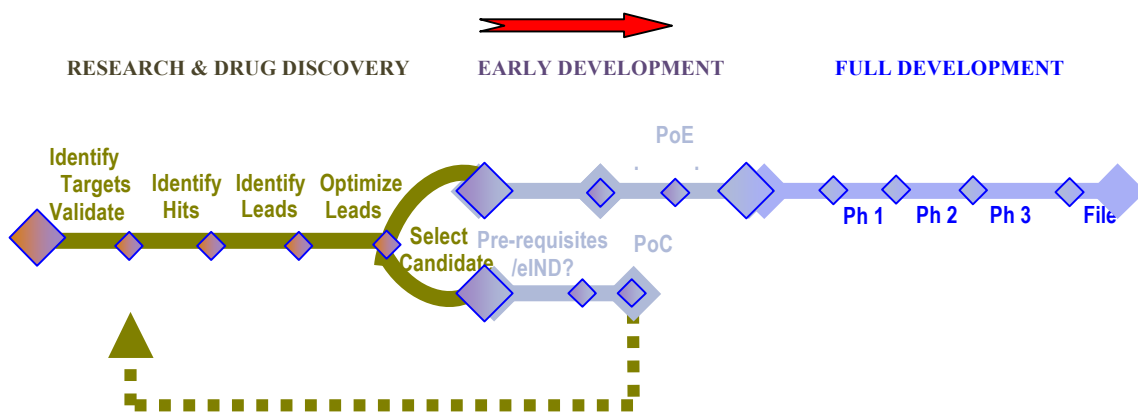 RESEARCH & DRUG DISCOVERY
EARLY DEVELOPMENT
FULL DEVELOPMENT
Identify
Targets
Validate
Identify
Hits
Identify
Leads
Optimize
Leads
Select
Candidate
PoE
Pre-requisites
/eIND?
PoC
Ph 1
Ph 2
Ph 3
File